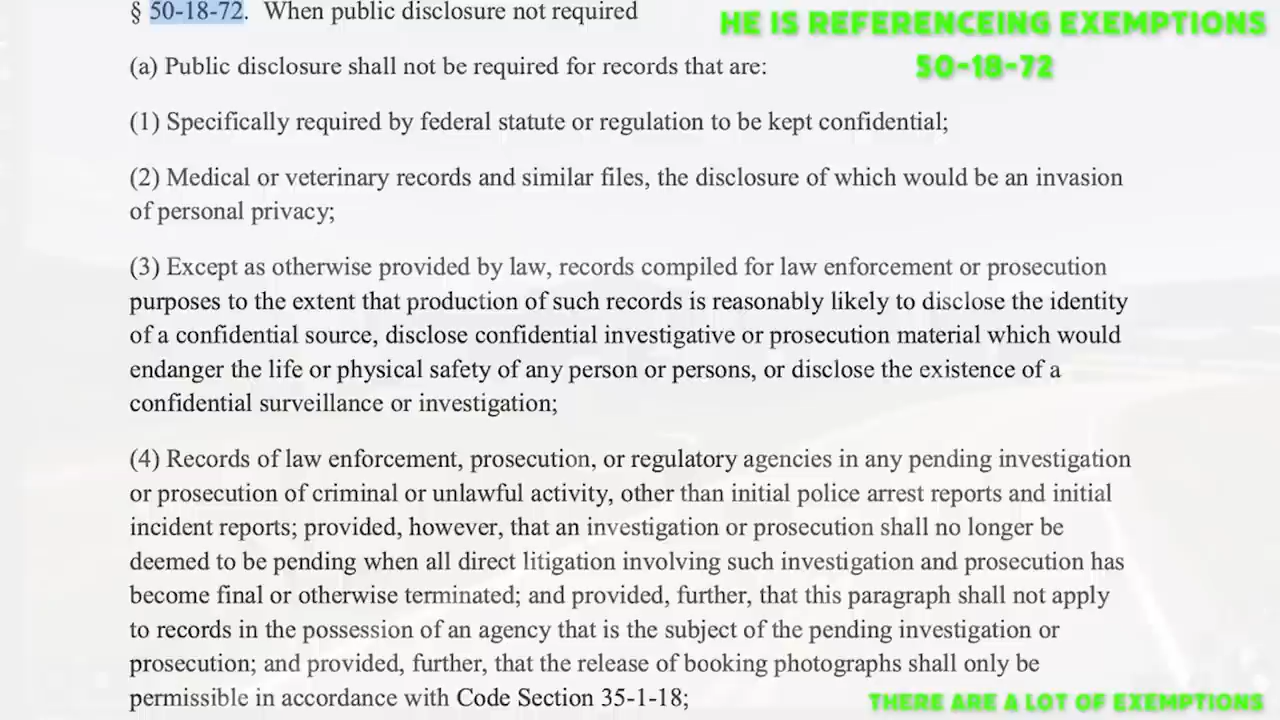 § 50-18-72. When public disclosure not required
HE IS REFERENCEING EXEMPTIONS
50-18-72
(a) Public disclosure shall not be required for records that are:
(1) Specifically required by federal statute or regulation to be kept confidential;
(2) Medical or veterinary records and similar files, the disclosure of which would be an invasion
of personal privacy;
(3) Except as otherwise provided by law, records compiled for law enforcement or prosecution
purposes to the extent that production of such records is reasonably likely to disclose the identity
of a confidential source, disclose confidential investigative or prosecution material which would
endanger the life or physical safety of any person or persons, or disclose the existence of a
confidential surveillance or investigation;
(4) Records of law enforcement, prosecution, or regulatory agencies in any pending investigation
or prosecution of criminal or unlawful activity, other than initial police arrest reports and initial
incident reports; provided, however, that an investigation or prosecution shall no longer be
deemed to be pending when all direct litigation involving such investigation and prosecution has
become final or otherwise terminated; and provided, further, that this paragraph shall not apply
to records in the possession of an agency that is the subject of the pending investigation or
prosecution; and provided, further, that the release of booking photographs shall only be
permissible in accordance with Code Section 35-1-18;
THERE ARE A LOT OF EXEMPTIONS